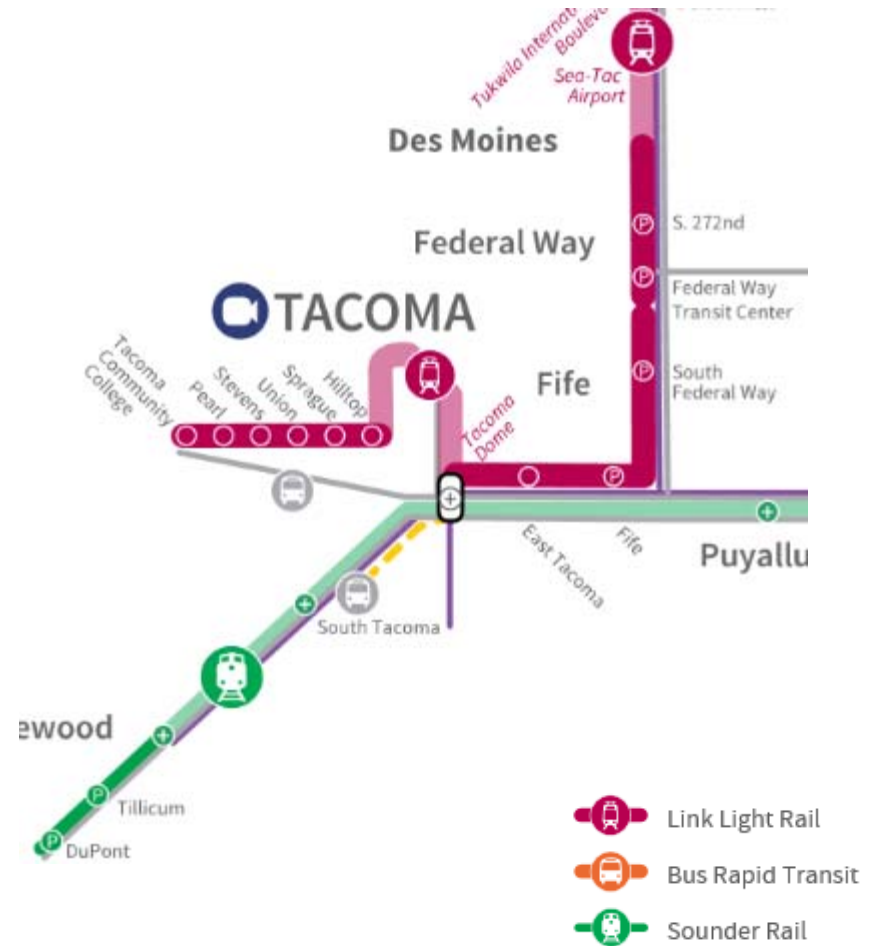 Tukwila Internat
Boulev
Sea-Tac
Airport
Des Moines
S. 272nd
Federal Way
Federal Way
Transit Center
TACOMA
Tacoma
Community
College
Pearl
Stevens
Union
Sprague
Hilltop
Fife
South
Federal Way
Tacoma
Dome
P
P
P
P
East Tacoma
Fife
Puyallu
South Tacoma
ewood
P
Tillicum
P
DuPont
Link Light Rail
Bus Rapid Transit
Sounder Rail